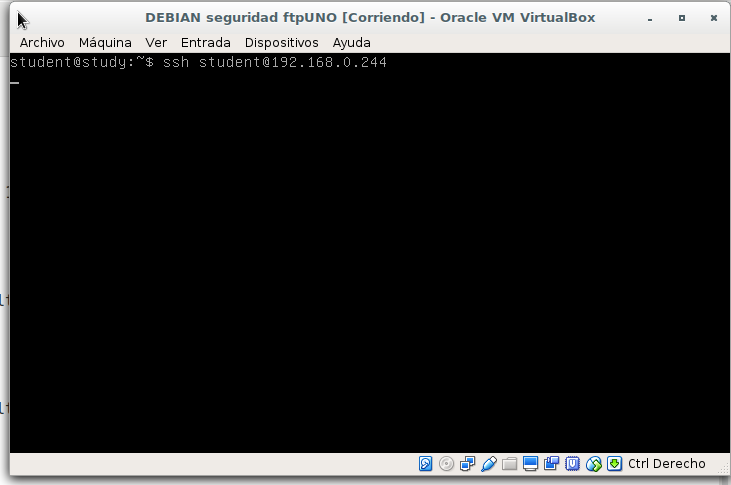 DEBIAN seguridad ftpUNO [Corriendo] - Oracle VM VirtualBox
Archivo Máquina Ver Entrada Dispositivos Ayuda
student@study:~$ ssh student@192.168.0.244
Ctrl Derecho